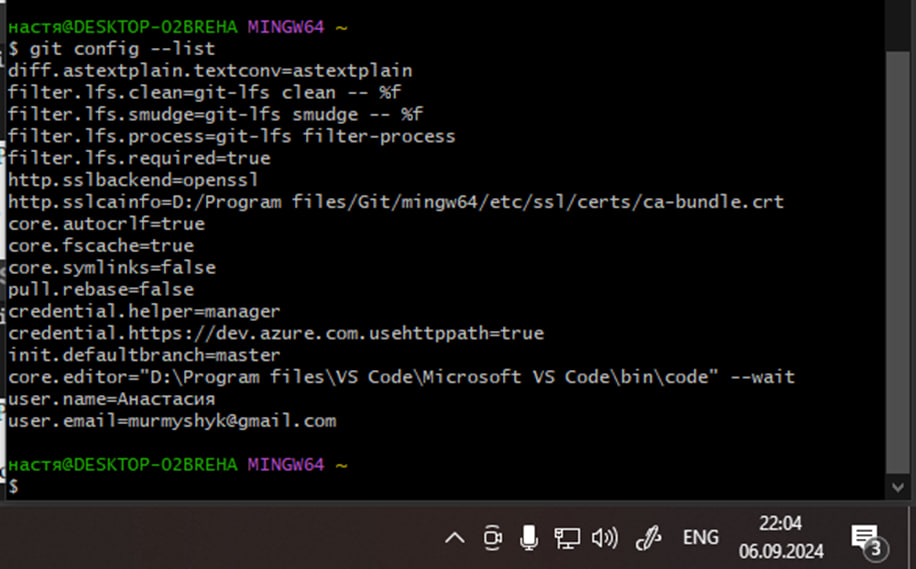 настя@DESKTOP-O2BREHA MINGW64 ~
$ git config --list
diff.astextplain.textconv=astextplain
filter.lfs.clean=git-lfs clean -- %f
filter.lfs.smudge=git-lfs smudge -- %f
filter.lfs.process=git-lfs filter-process
filter.lfs.required=true
http.sslbackend=openssl
http.sslcainfo=D:/Program files/Git/mingw64/etc/ssl/certs/ca-bundle.crt
core.autocrlf=true
core.fscache=true
core.symlinks=false
pull.rebase=false
credential.helper=manager
credential.https://dev.azure.com.usehttppath=true
init.defaultbranch=master
core.editor="D:\Program files\VS Code\Microsoft VS Code\bin\code" --wait
user.name=Анастасия
user.email=murmyshyk@gmail.com
настя@DESKTOP-O2BREHA MINGW64 ~
$
ENG
22:04
06.09.2024
3